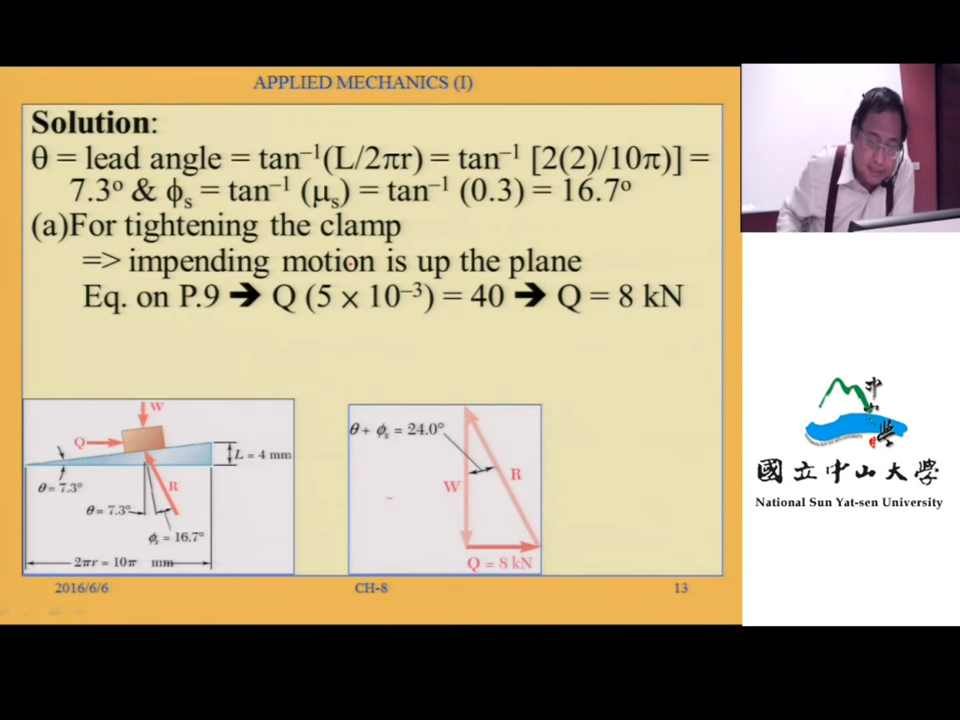 APPLIED MECHANICS (I)
Solution:
θ = lead angle = tan⁻¹(L/2πr) = tan⁻¹ [2(2)/10π)] =
7.3º & ϕₛ = tan⁻¹ (μₛ) = tan⁻¹ (0.3) = 16.7º
(a)For tightening the clamp
=> impending motion is up the plane
Eq. on P.9 ➔ Q (5 × 10⁻³) = 40 ➔ Q = 8 kN
W
Q
L = 4 mm
θ = 7.3°
R
θ = 7.3°
ϕₛ = 16.7°
2πr = 10π mm
θ + ϕₛ = 24.0°
W
R
Q = 8 kN
2016/6/6
CH-8
13
中山大學
國立中山大學
National Sun Yat-sen University